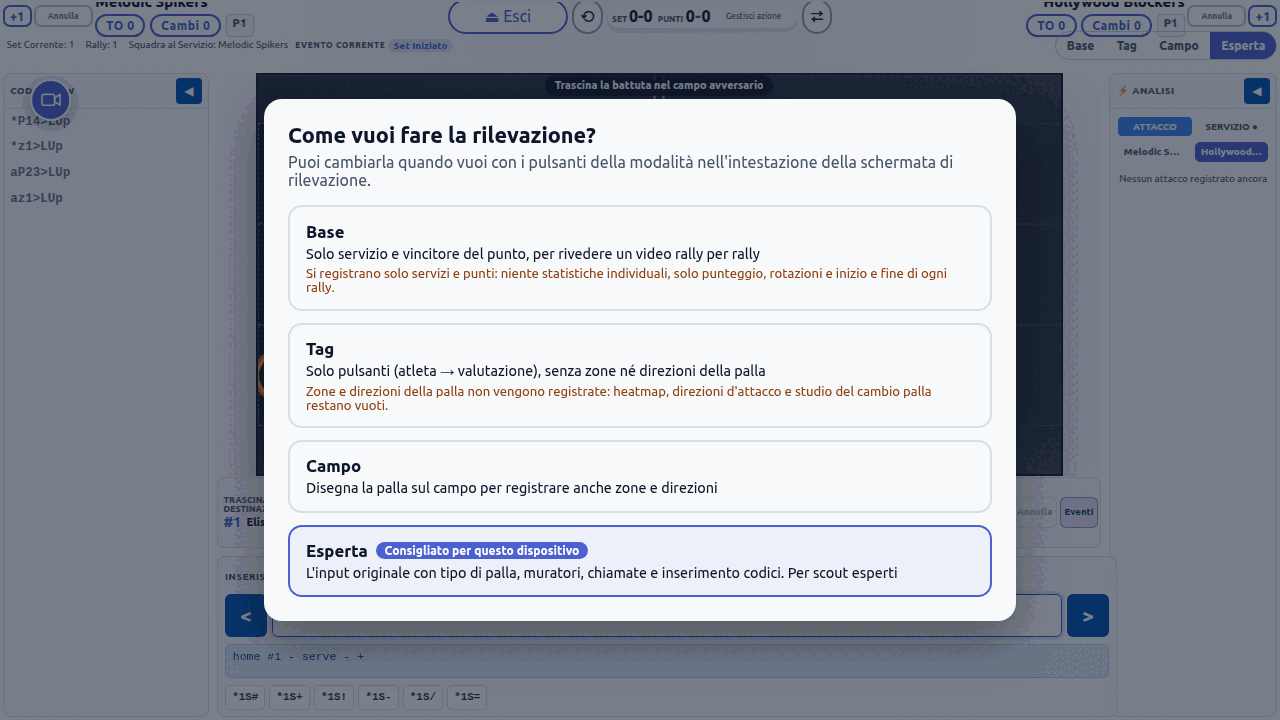 Melodic Spikers
Hollywood Blockers
+1
Annulla
TO 0
Cambi 0
P1
⏏ Esci
SET 0-0 PUNTI 0-0
Gestisci azione
TO 0
Cambi 0
P1
Annulla
+1
Set Corrente: 1 Rally: 1 Squadra al Servizio: Melodic Spikers EVENTO CORRENTE Set Iniziato
Base Tag Campo Esperta
Trascina la battuta nel campo avversario
*P14>LUp
*z1>LUp
aP23>LUp
az1>LUp
⚡ ANALISI
ATTACCO SERVIZIO •
Melodic S... Hollywood...
Nessun attacco registrato ancora
Come vuoi fare la rilevazione?
Puoi cambiarla quando vuoi con i pulsanti della modalità nell'intestazione della schermata di
rilevazione.
Base
Solo servizio e vincitore del punto, per rivedere un video rally per rally
Si registrano solo servizi e punti: niente statistiche individuali, solo punteggio, rotazioni e inizio e fine di ogni
rally.
Tag
Solo pulsanti (atleta → valutazione), senza zone né direzioni della palla
Zone e direzioni della palla non vengono registrate: heatmap, direzioni d'attacco e studio del cambio palla
restano vuoti.
Campo
Disegna la palla sul campo per registrare anche zone e direzioni
Esperta Consigliato per questo dispositivo
L'input originale con tipo di palla, muratori, chiamate e inserimento codici. Per scout esperti
#1
Annulla
Eventi
<
>
home #1 - serve - +
*1S# *1S+ *1S! *1S- *1S/ *1S=